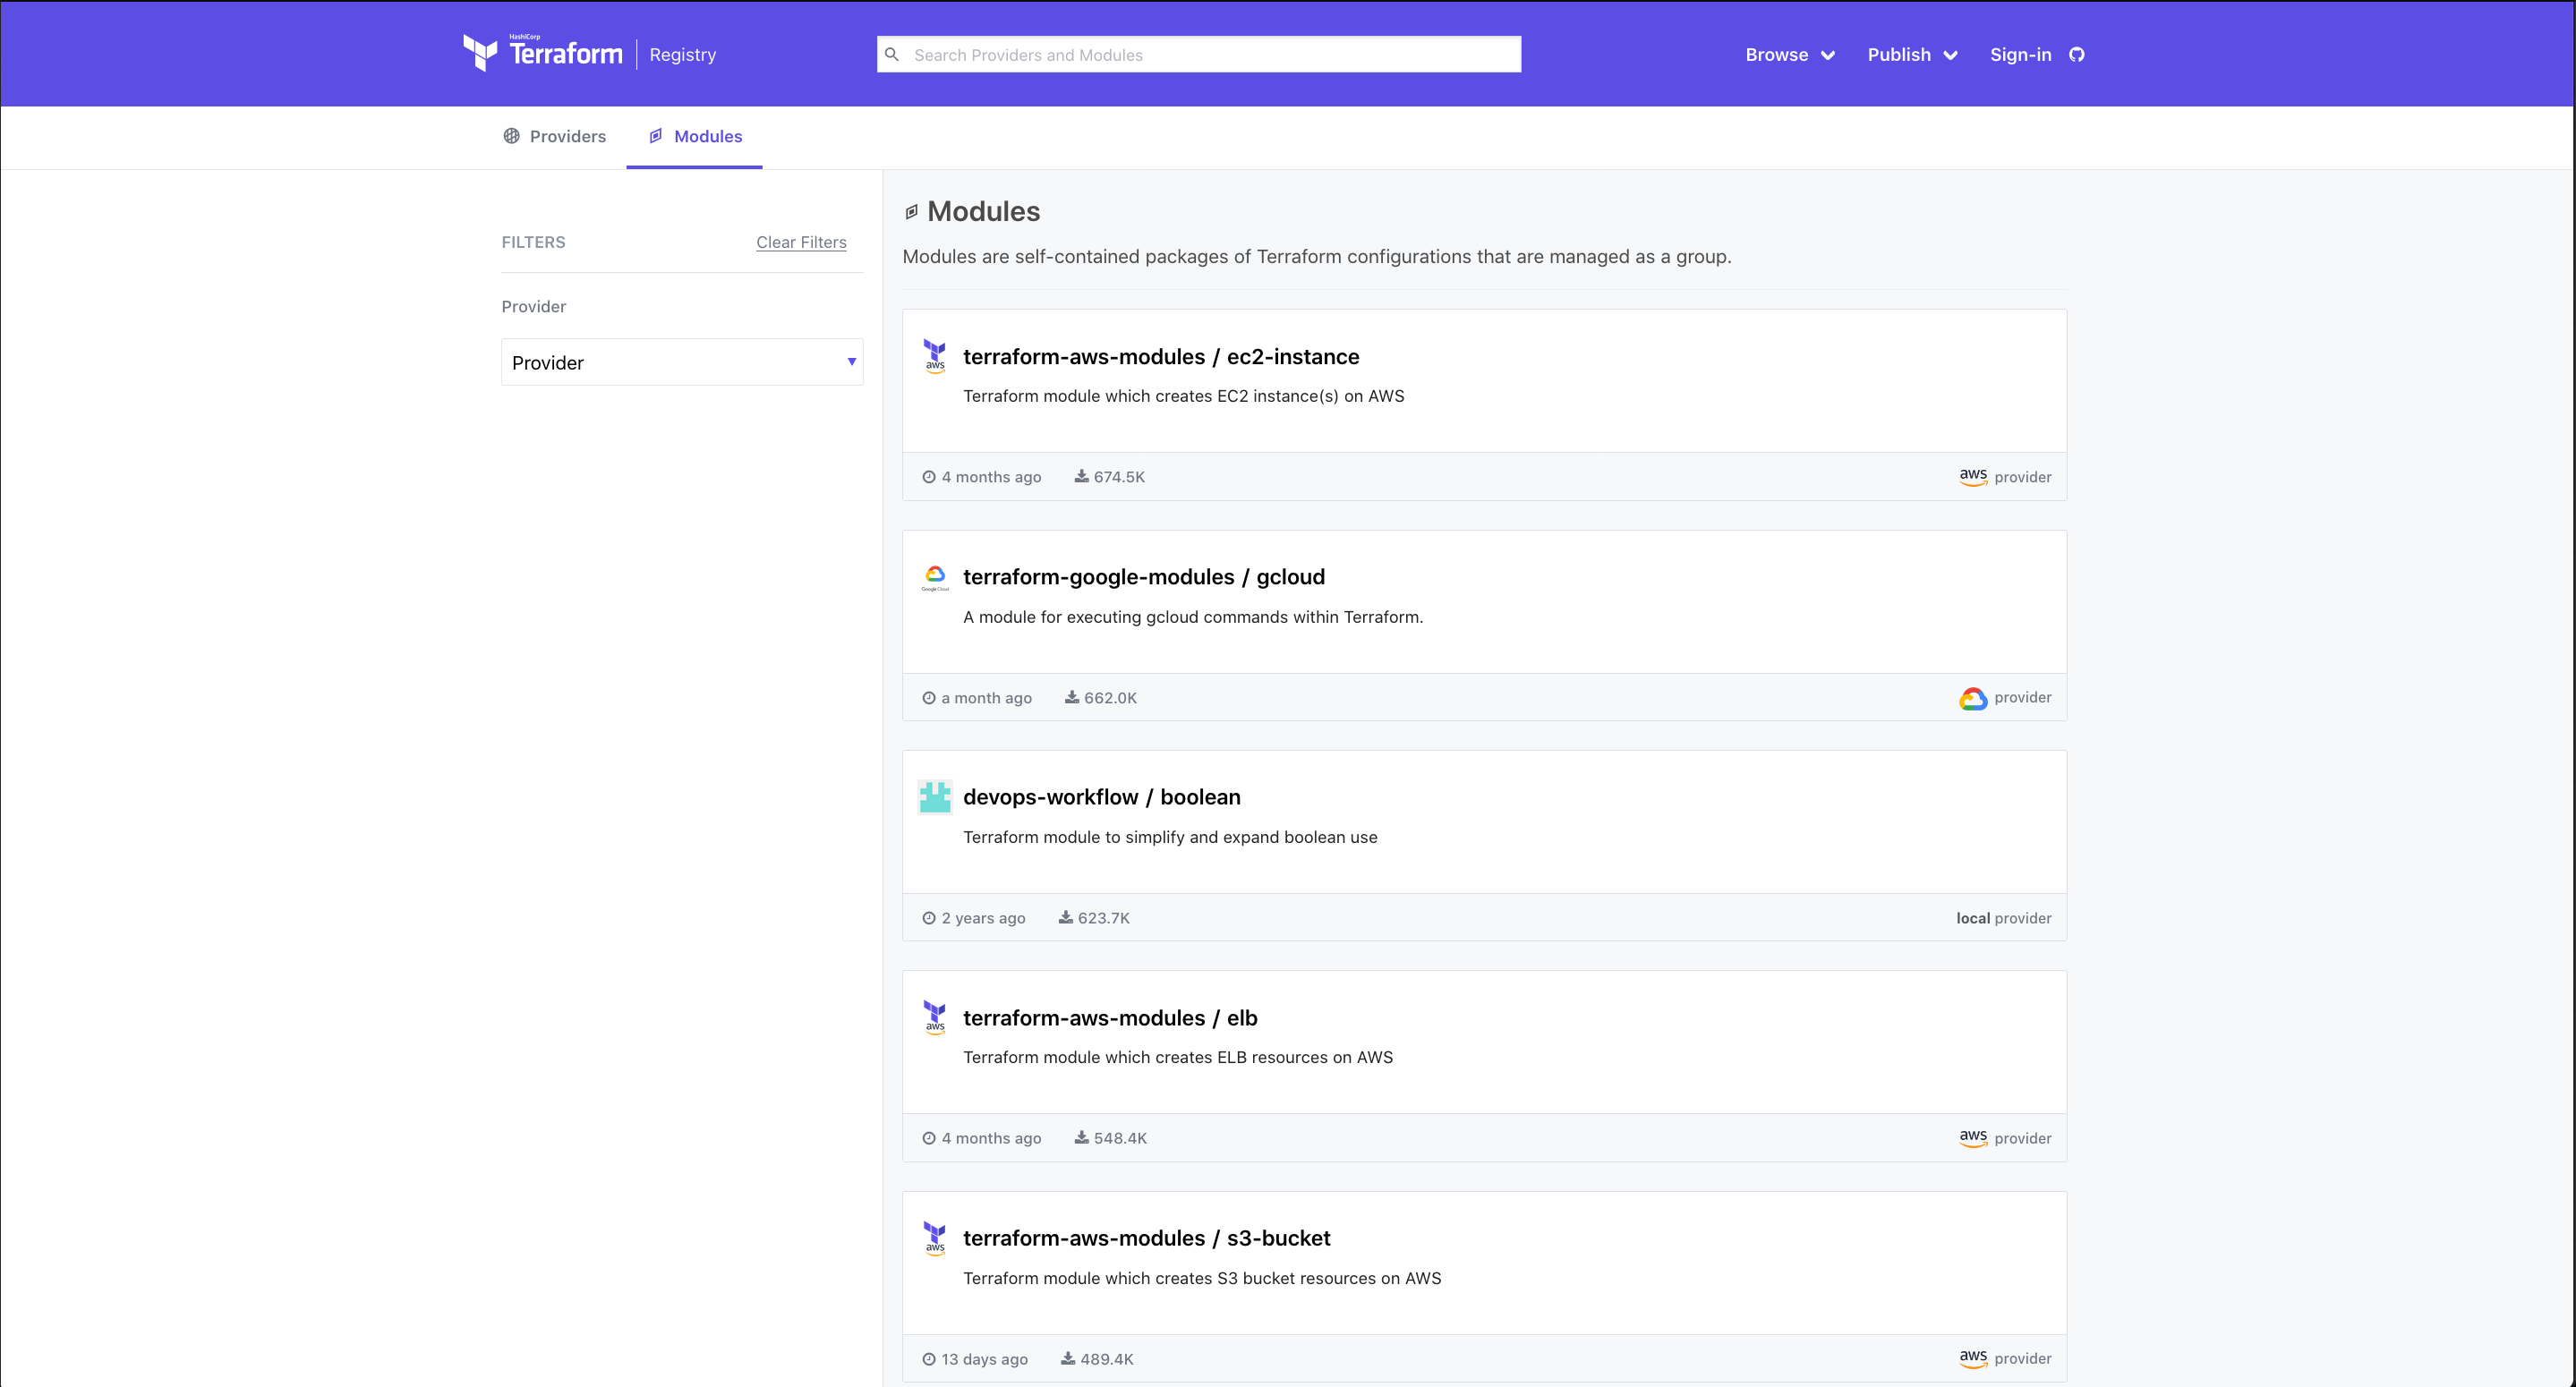 HashiCorp
Terraform | Registry
Search Providers and Modules
Browse
Publish
Sign-in
Providers
Modules
FILTERS
Clear Filters
Provider
Provider
Modules
Modules are self-contained packages of Terraform configurations that are managed as a group.
aws
terraform-aws-modules / ec2-instance
Terraform module which creates EC2 instance(s) on AWS
4 months ago 674.5K aws provider
Google Cloud
terraform-google-modules / gcloud
A module for executing gcloud commands within Terraform.
a month ago 662.0K provider
devops-workflow / boolean
Terraform module to simplify and expand boolean use
2 years ago 623.7K local provider
aws
terraform-aws-modules / elb
Terraform module which creates ELB resources on AWS
4 months ago 548.4K aws provider
aws
terraform-aws-modules / s3-bucket
Terraform module which creates S3 bucket resources on AWS
13 days ago 489.4K aws provider